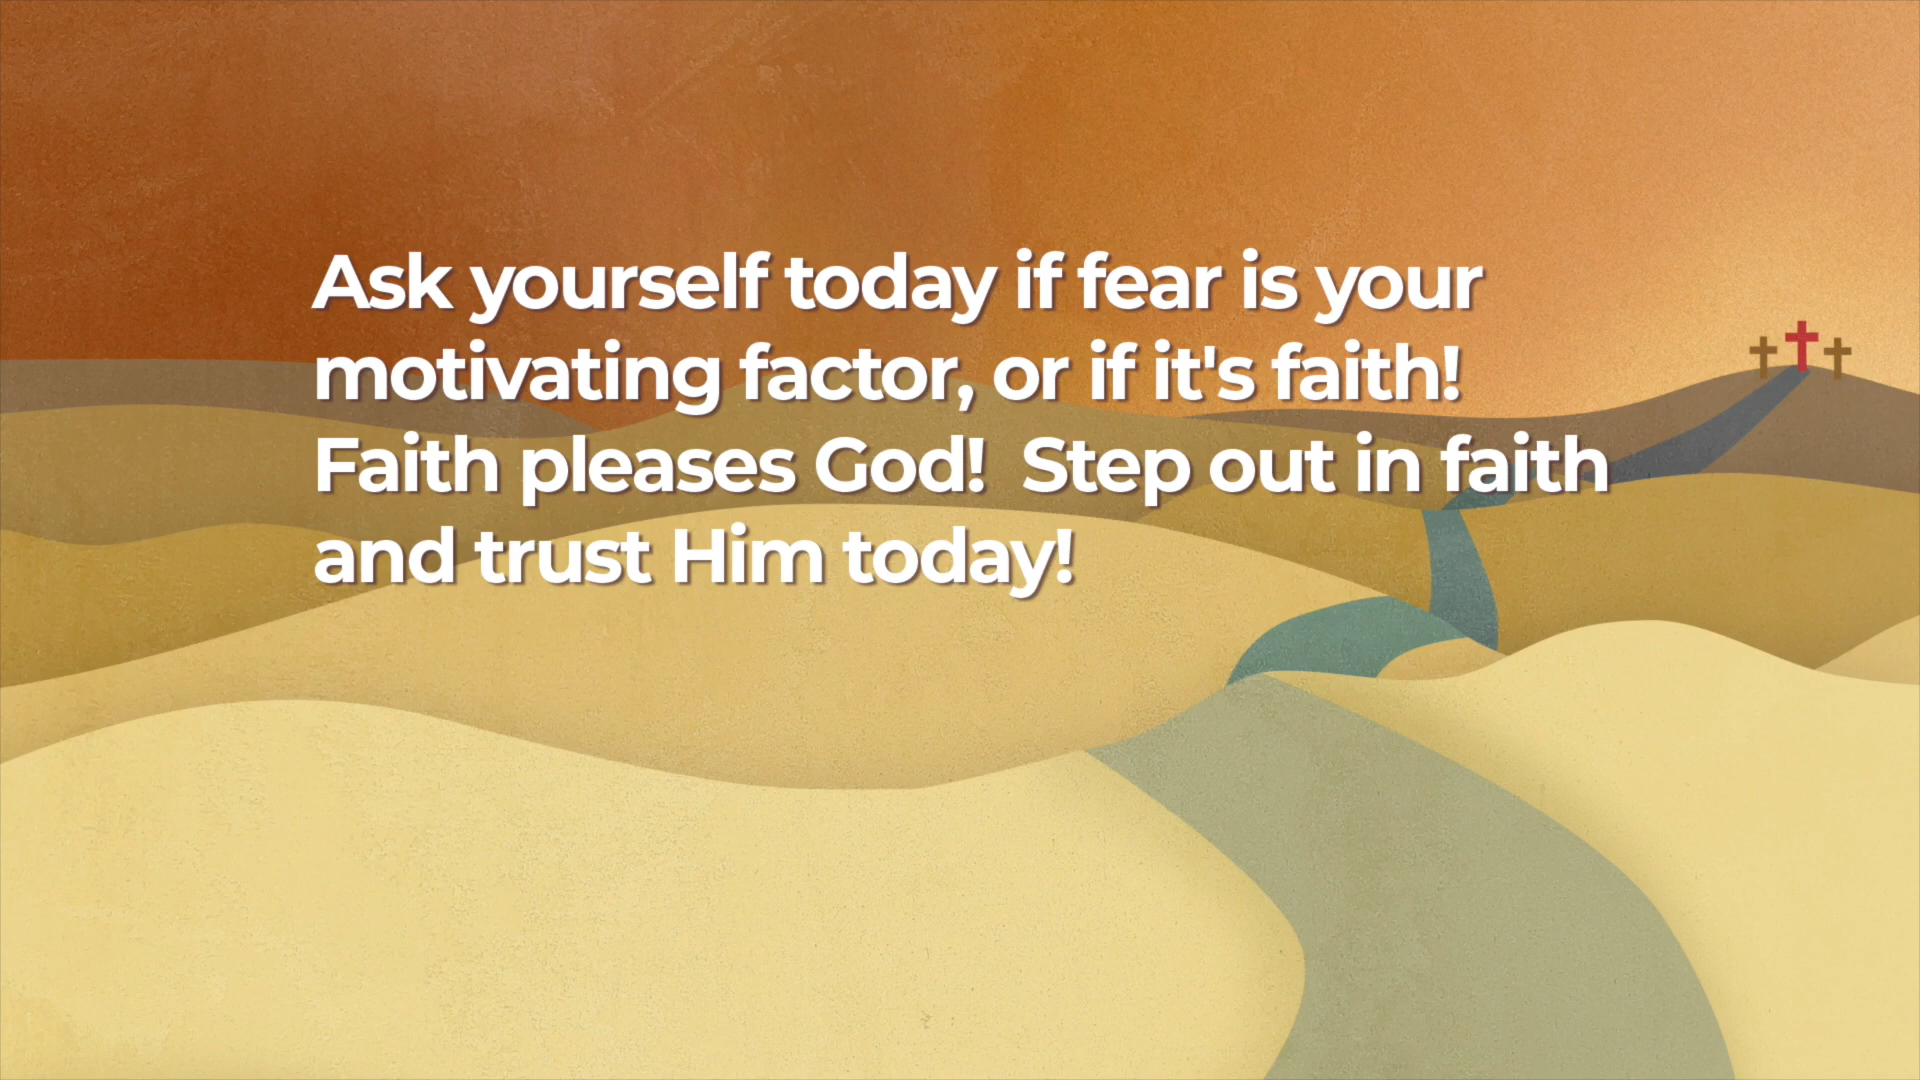 Ask yourself today if fear is your
motivating factor, or if it's faith!
Faith pleases God!  Step out in faith
and trust Him today!